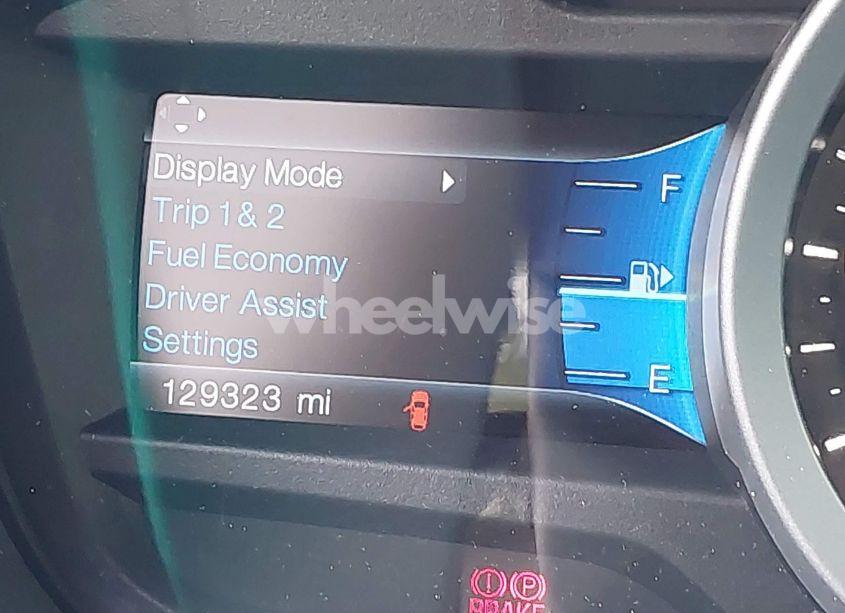 Display Mode
Trip 1 & 2
Fuel Economy
Driver Assist
Settings
129323 mi
F
E
wheelwise
P
BRAKE